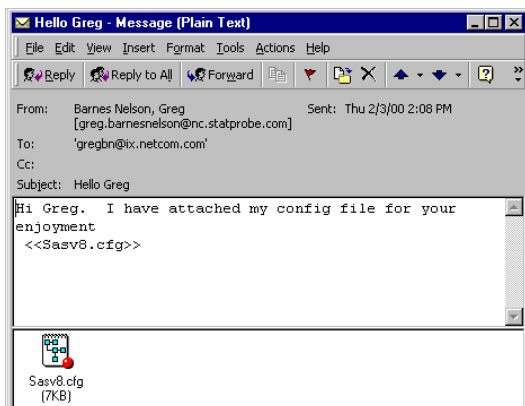 Hello Greg - Message (Plain Text)
File Edit View Insert Format Tools Actions Help
Reply Reply to All Forward
From: Barnes Nelson, Greg Sent: Thu 2/3/00 2:08 PM
[greg.barnesnelson@nc.statprobe.com]
To: 'gregbn@ix.netcom.com'
Cc:
Subject: Hello Greg
Hi Greg. I have attached my config file for your
enjoyment
<<Sasv8.cfg>>
Sasv8.cfg
(7KB)